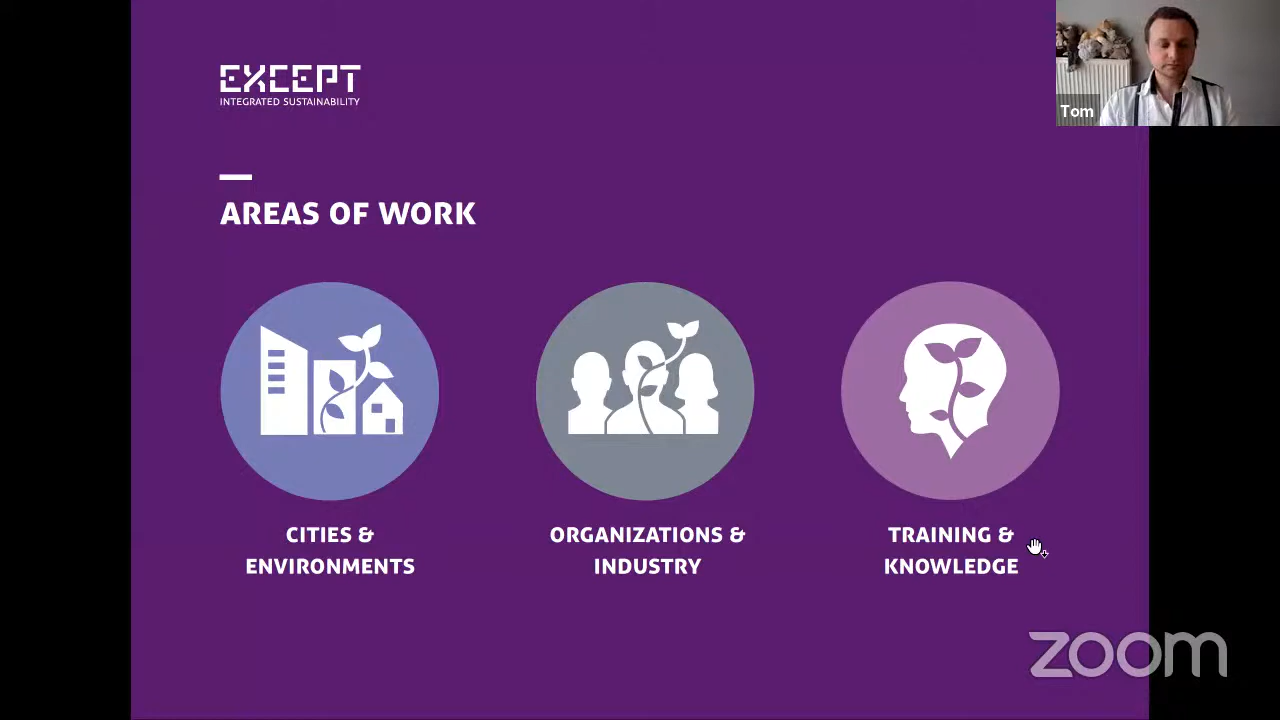 EXCEPT
INTEGRATED SUSTAINABILITY
Tom
AREAS OF WORK
CITIES &
ENVIRONMENTS
ORGANIZATIONS &
INDUSTRY
TRAINING &
KNOWLEDGE
zoom